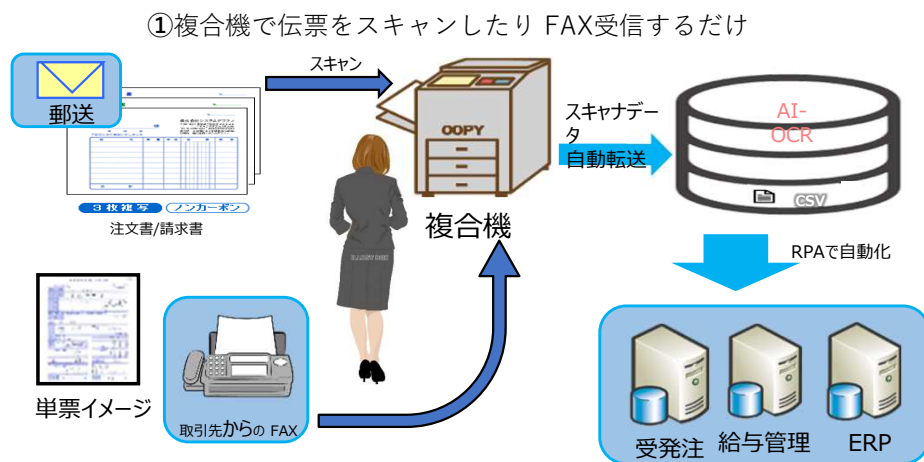 ①複合機で伝票をスキャンしたり FAX受信するだけ
郵送
スキャン
3枚複写 ノンカーボン
注文書/請求書
OOPY
複合機
スキャナデー
タ
自動転送
AI-
OCR
CSV
RPAで自動化
単票イメージ
取引先からの FAX
受発注
給与管理
ERP